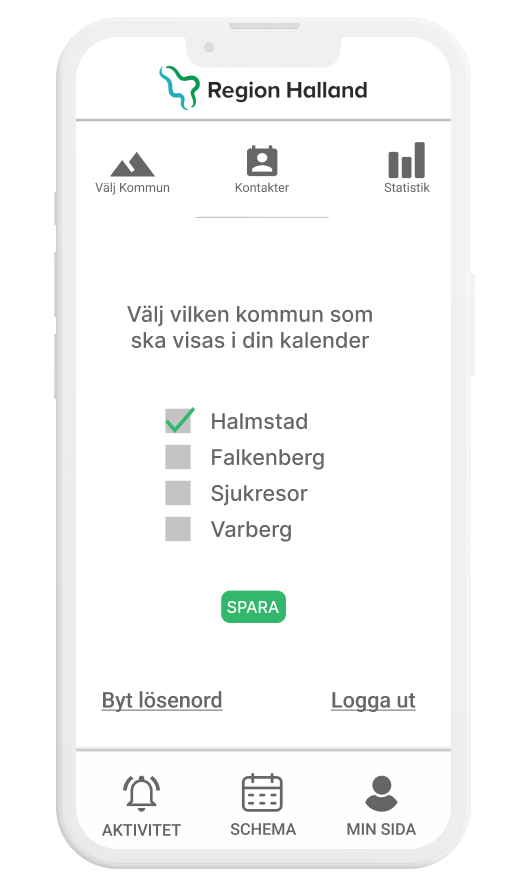 Region Halland
Välj Kommun
Kontakter
Statistik
Välj vilken kommun som
ska visas i din kalender
Halmstad
Falkenberg
Sjukresor
Varberg
SPARA
Byt lösenord
Logga ut
AKTIVITET
SCHEMA
MIN SIDA